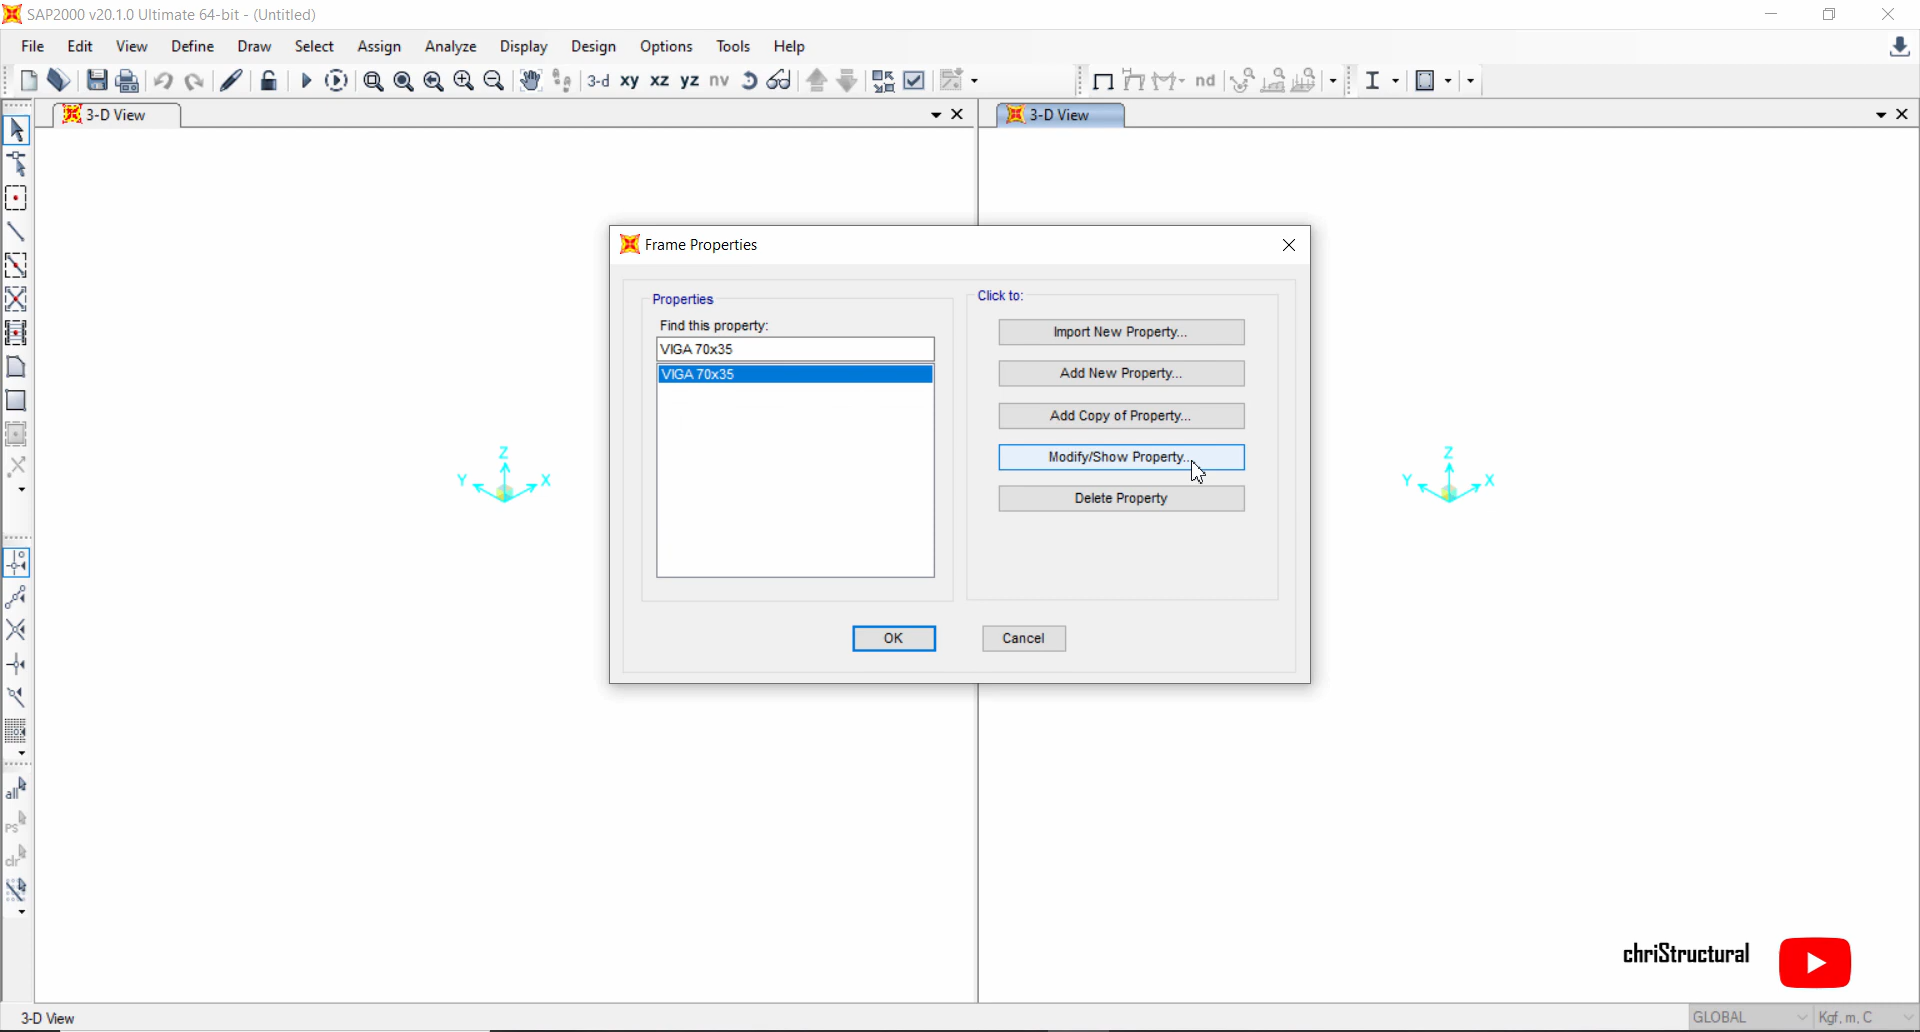 SAP2000 v20.1.0 Ultimate 64-bit - (Untitled)
File Edit View Define Draw Select Assign Analyze Display Design Options Tools Help
3-d xy xz yz nv nd
3-D View
3-D View
Frame Properties
Properties
Find this property:
VIGA 70x35
VIGA 70x35
Click to:
Import New Property...
Add New Property...
Add Copy of Property...
Modify/Show Property...
Delete Property
OK
Cancel
Z
Y
X
Z
Y
X
all
ps
clr
chriStructural
3-D View
GLOBAL
Kgf, m, C